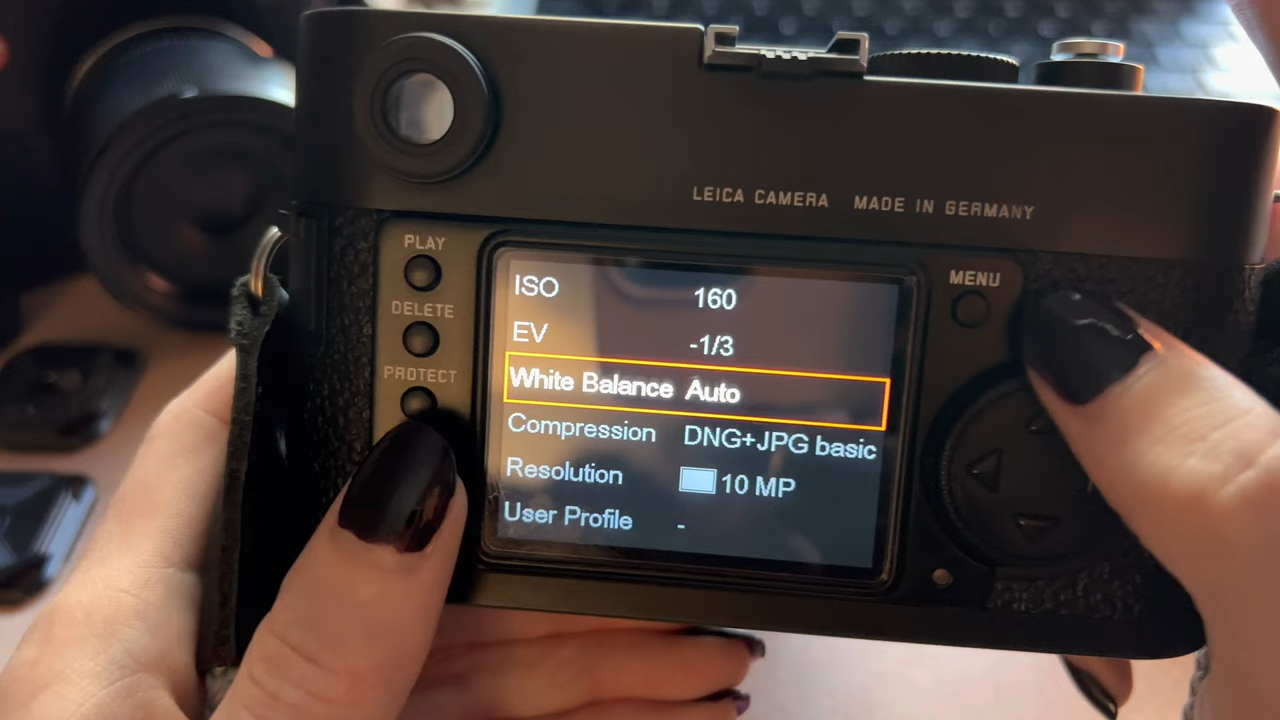 LEICA CAMERA MADE IN GERMANY
PLAY
DELETE
PROTECT
MENU
ISO 160
EV -1/3
White Balance Auto
Compression DNG+JPG basic
Resolution 10 MP
User Profile -